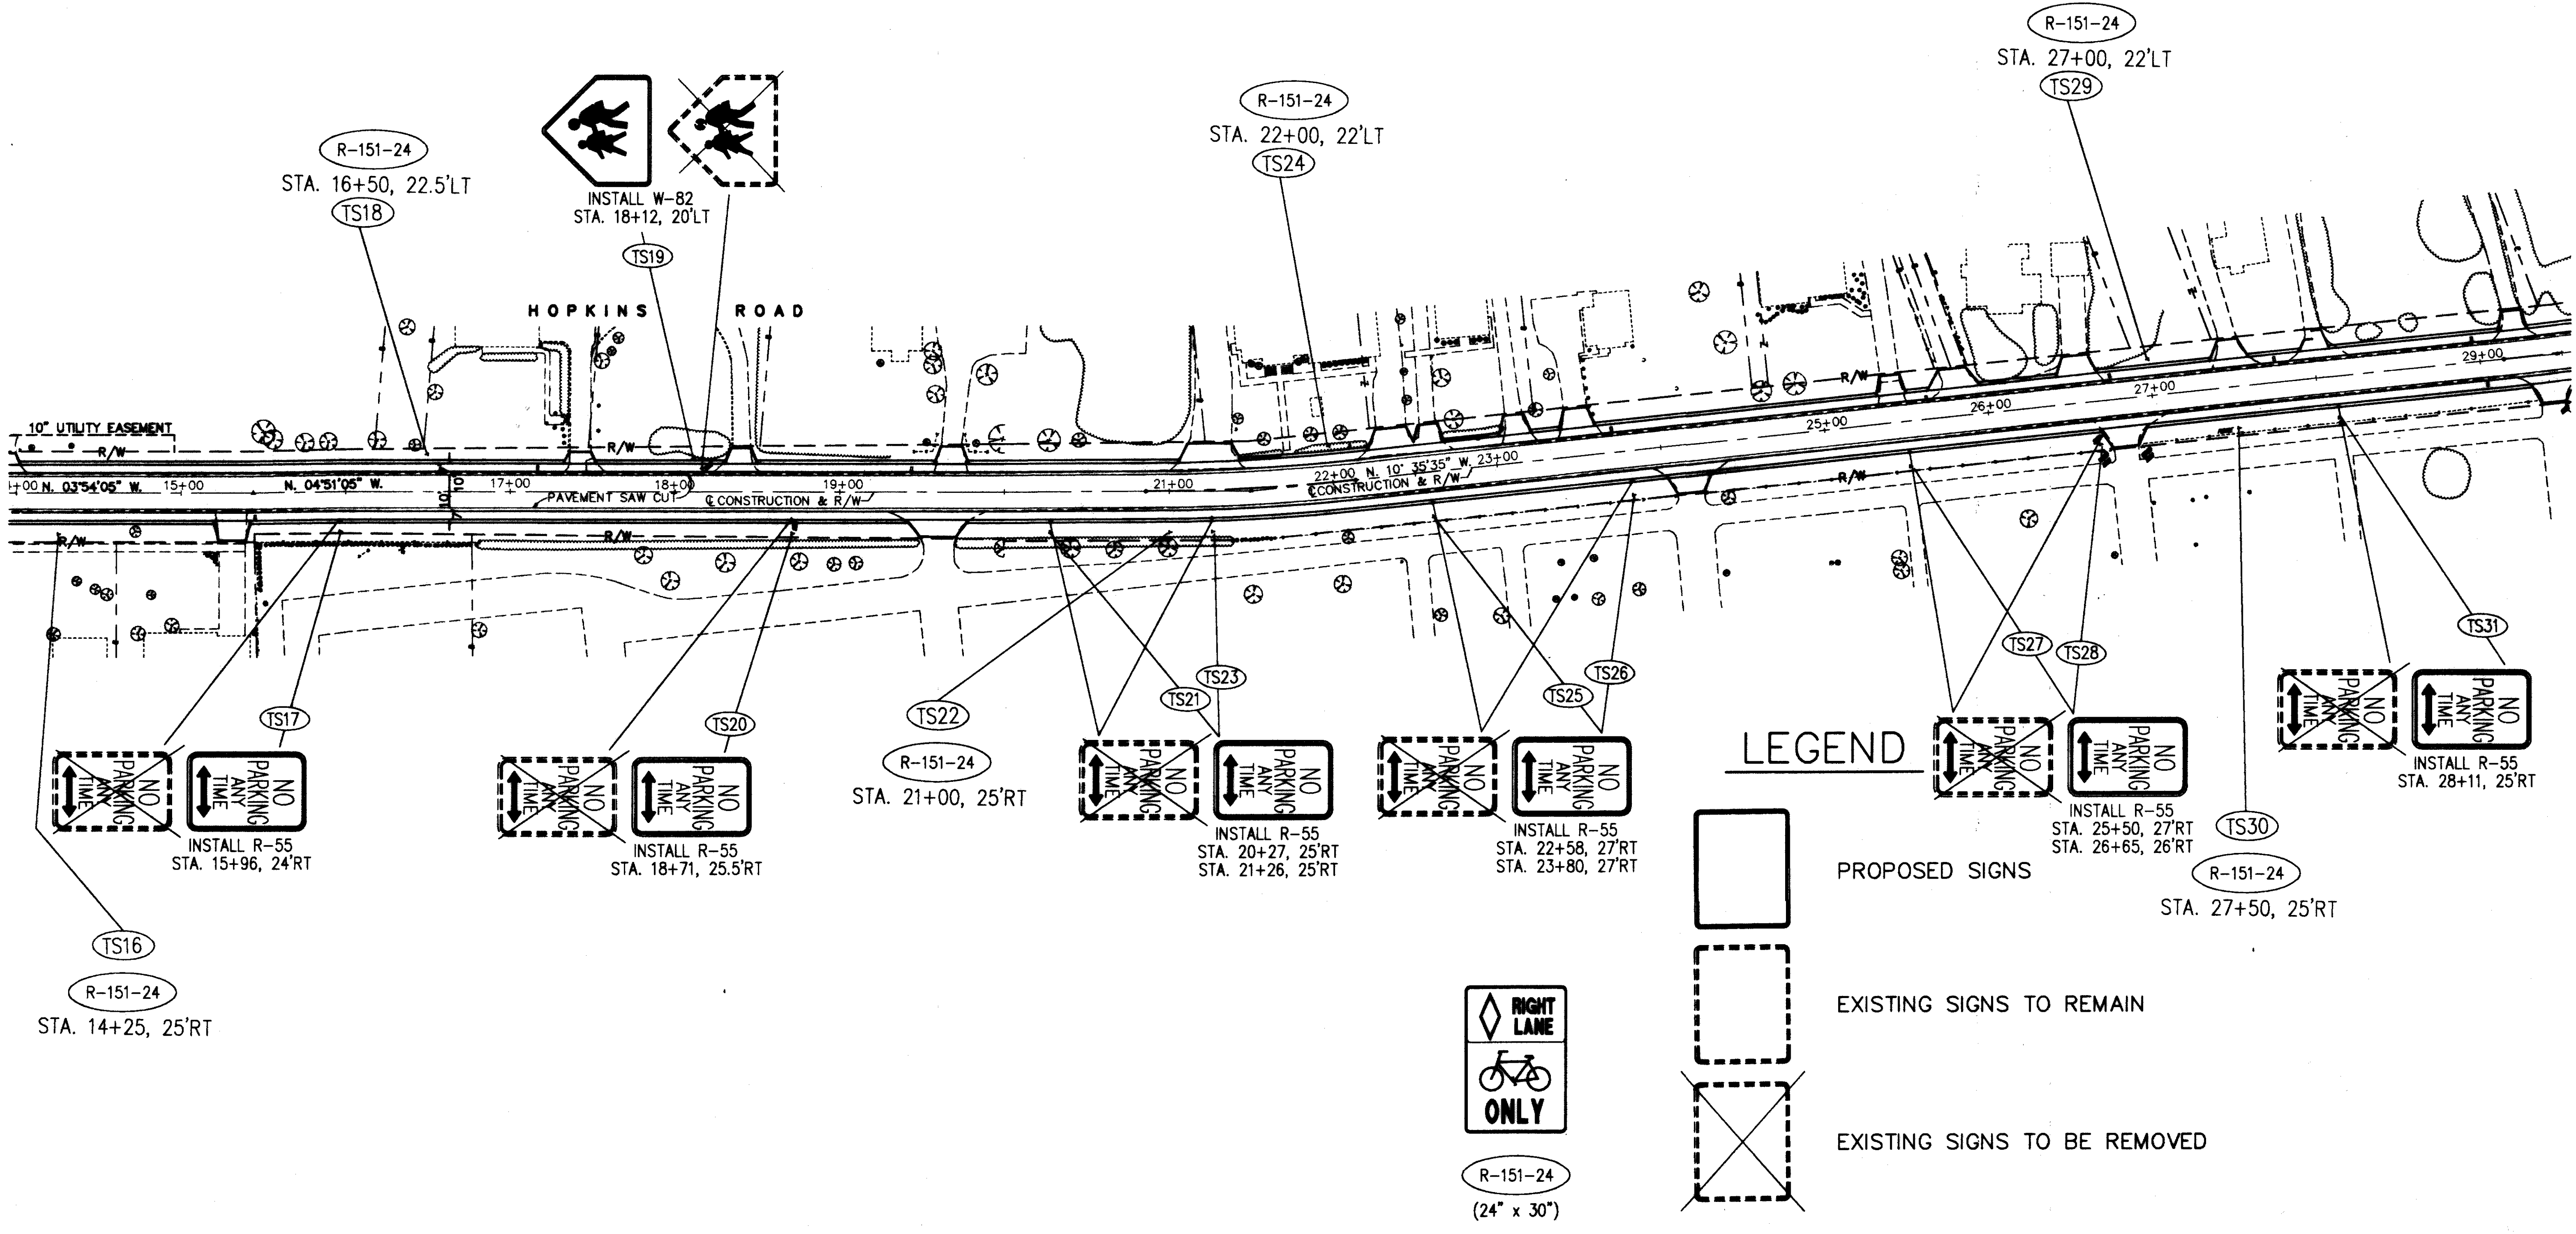 R-151-24
STA. 27+00, 22'LT
TS29
R-151-24
STA. 22+00, 22'LT
TS24
R-151-24
STA. 16+50, 22.5'LT
TS18
INSTALL W-82
STA. 18+12, 20'LT
TS19
HOPKINS ROAD
10" UTILITY EASEMENT
R/W
R/W
R/W
29+00
27+00
26+00
25+00
+00 N. 03°54'05" W. 15+00
N. 04°51'05" W.
10'
10'
17+00
18+00
19+00
21+00
22+00 N. 10° 35'35" W. 23+00
PAVEMENT SAW CUT
℄ CONSTRUCTION & R/W
℄ CONSTRUCTION & R/W
R/W
R/W
R/W
TS17
NO
PARKING
ANY
TIME
NO
PARKING
ANY
TIME
INSTALL R-55
STA. 15+96, 24'RT
TS16
R-151-24
STA. 14+25, 25'RT
TS20
NO
PARKING
ANY
TIME
NO
PARKING
ANY
TIME
INSTALL R-55
STA. 18+71, 25.5'RT
TS22
R-151-24
STA. 21+00, 25'RT
TS21
TS23
NO
PARKING
ANY
TIME
NO
PARKING
ANY
TIME
INSTALL R-55
STA. 20+27, 25'RT
STA. 21+26, 25'RT
TS25
TS26
NO
PARKING
ANY
TIME
NO
PARKING
ANY
TIME
INSTALL R-55
STA. 22+58, 27'RT
STA. 23+80, 27'RT
TS27
TS28
NO
PARKING
ANY
TIME
NO
PARKING
ANY
TIME
INSTALL R-55
STA. 25+50, 27'RT
STA. 26+65, 26'RT
TS30
R-151-24
STA. 27+50, 25'RT
TS31
NO
PARKING
ANY
TIME
NO
PARKING
ANY
TIME
INSTALL R-55
STA. 28+11, 25'RT
LEGEND
PROPOSED SIGNS
EXISTING SIGNS TO REMAIN
EXISTING SIGNS TO BE REMOVED
RIGHT
LANE
ONLY
R-151-24
(24" x 30")